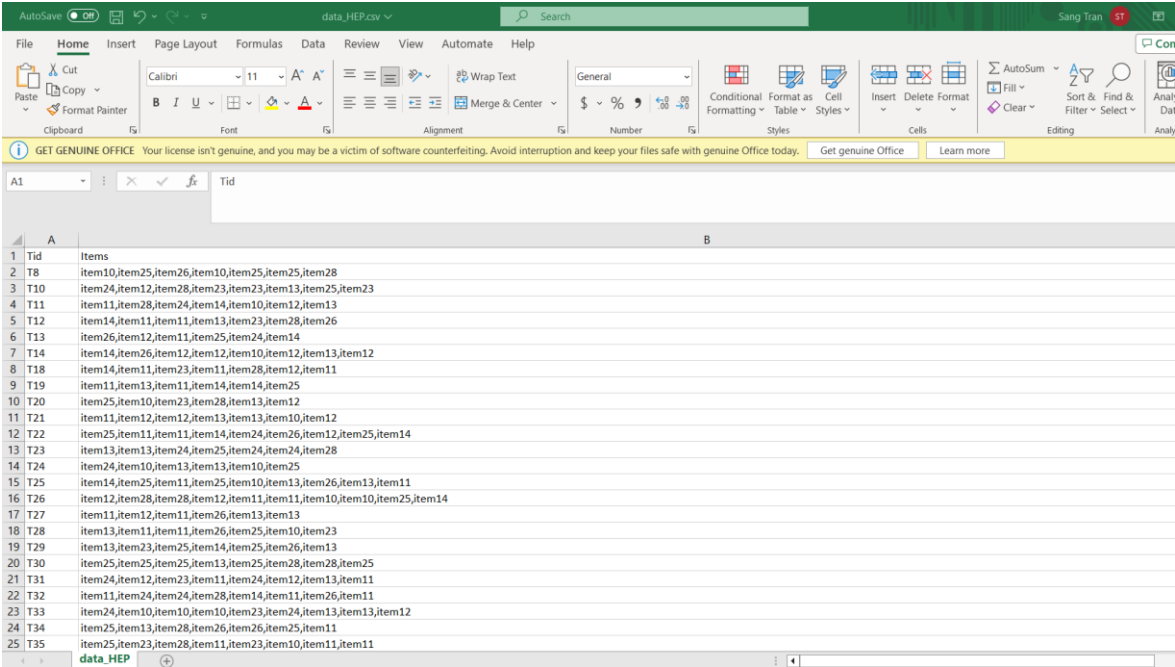 AutoSave Off data_HEP.csv Search Sang Tran ST
File Home Insert Page Layout Formulas Data Review View Automate Help Com
Paste Cut Copy Format Painter Calibri 11 A^ Aˇ B I U A Wrap Text Merge & Center General $ % 9 Conditional Formatting Format as Table Cell Styles Insert Delete Format AutoSum Fill Clear Sort & Filter Find & Select
Clipboard Font Alignment Number Styles Cells Editing
GET GENUINE OFFICE Your license isn't genuine, and you may be a victim of software counterfeiting. Avoid interruption and keep your files safe with genuine Office today. Get genuine Office Learn more
A1 fx Tid
A B
1 Tid Items
2 T8 item10,item25,item26,item10,item25,item25,item28
3 T10 item24,item12,item28,item23,item23,item13,item25,item23
4 T11 item11,item28,item24,item14,item10,item12,item13
5 T12 item14,item11,item11,item13,item23,item28,item26
6 T13 item26,item12,item11,item25,item24,item14
7 T14 item14,item26,item12,item12,item10,item12,item13,item12
8 T18 item14,item11,item23,item11,item28,item12,item11
9 T19 item11,item13,item11,item14,item14,item25
10 T20 item25,item10,item23,item28,item13,item12
11 T21 item11,item12,item12,item13,item13,item10,item12
12 T22 item25,item11,item11,item14,item24,item26,item12,item25,item14
13 T23 item13,item13,item24,item25,item24,item24,item28
14 T24 item24,item10,item13,item13,item10,item25
15 T25 item14,item25,item11,item25,item10,item13,item26,item13,item11
16 T26 item12,item28,item28,item12,item11,item11,item10,item10,item25,item14
17 T27 item11,item12,item11,item26,item13,item13
18 T28 item13,item11,item11,item26,item25,item10,item23
19 T29 item13,item23,item25,item14,item25,item26,item13
20 T30 item25,item25,item25,item13,item25,item28,item28,item25
21 T31 item24,item12,item23,item11,item24,item12,item13,item11
22 T32 item11,item24,item24,item28,item14,item11,item26,item11
23 T33 item24,item10,item10,item10,item23,item24,item13,item13,item12
24 T34 item25,item13,item28,item26,item26,item25,item11
25 T35 item25,item23,item28,item11,item23,item10,item11,item11
data_HEP